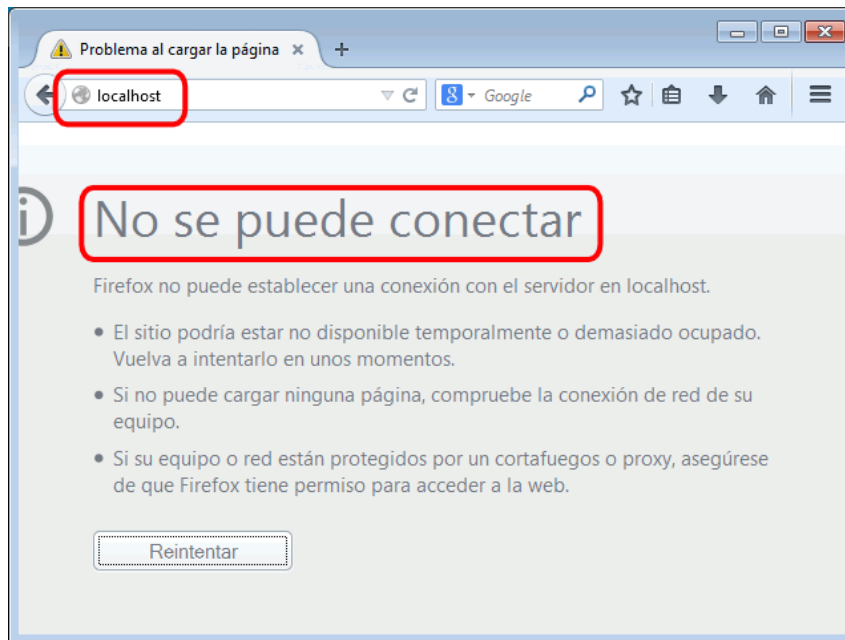 Problema al cargar la página
localhost
Google
No se puede conectar
Firefox no puede establecer una conexión con el servidor en localhost.
El sitio podría estar no disponible temporalmente o demasiado ocupado.
Vuelva a intentarlo en unos momentos.
Si no puede cargar ninguna página, compruebe la conexión de red de su
equipo.
Si su equipo o red están protegidos por un cortafuegos o proxy, asegúrese
de que Firefox tiene permiso para acceder a la web.
Reintentar